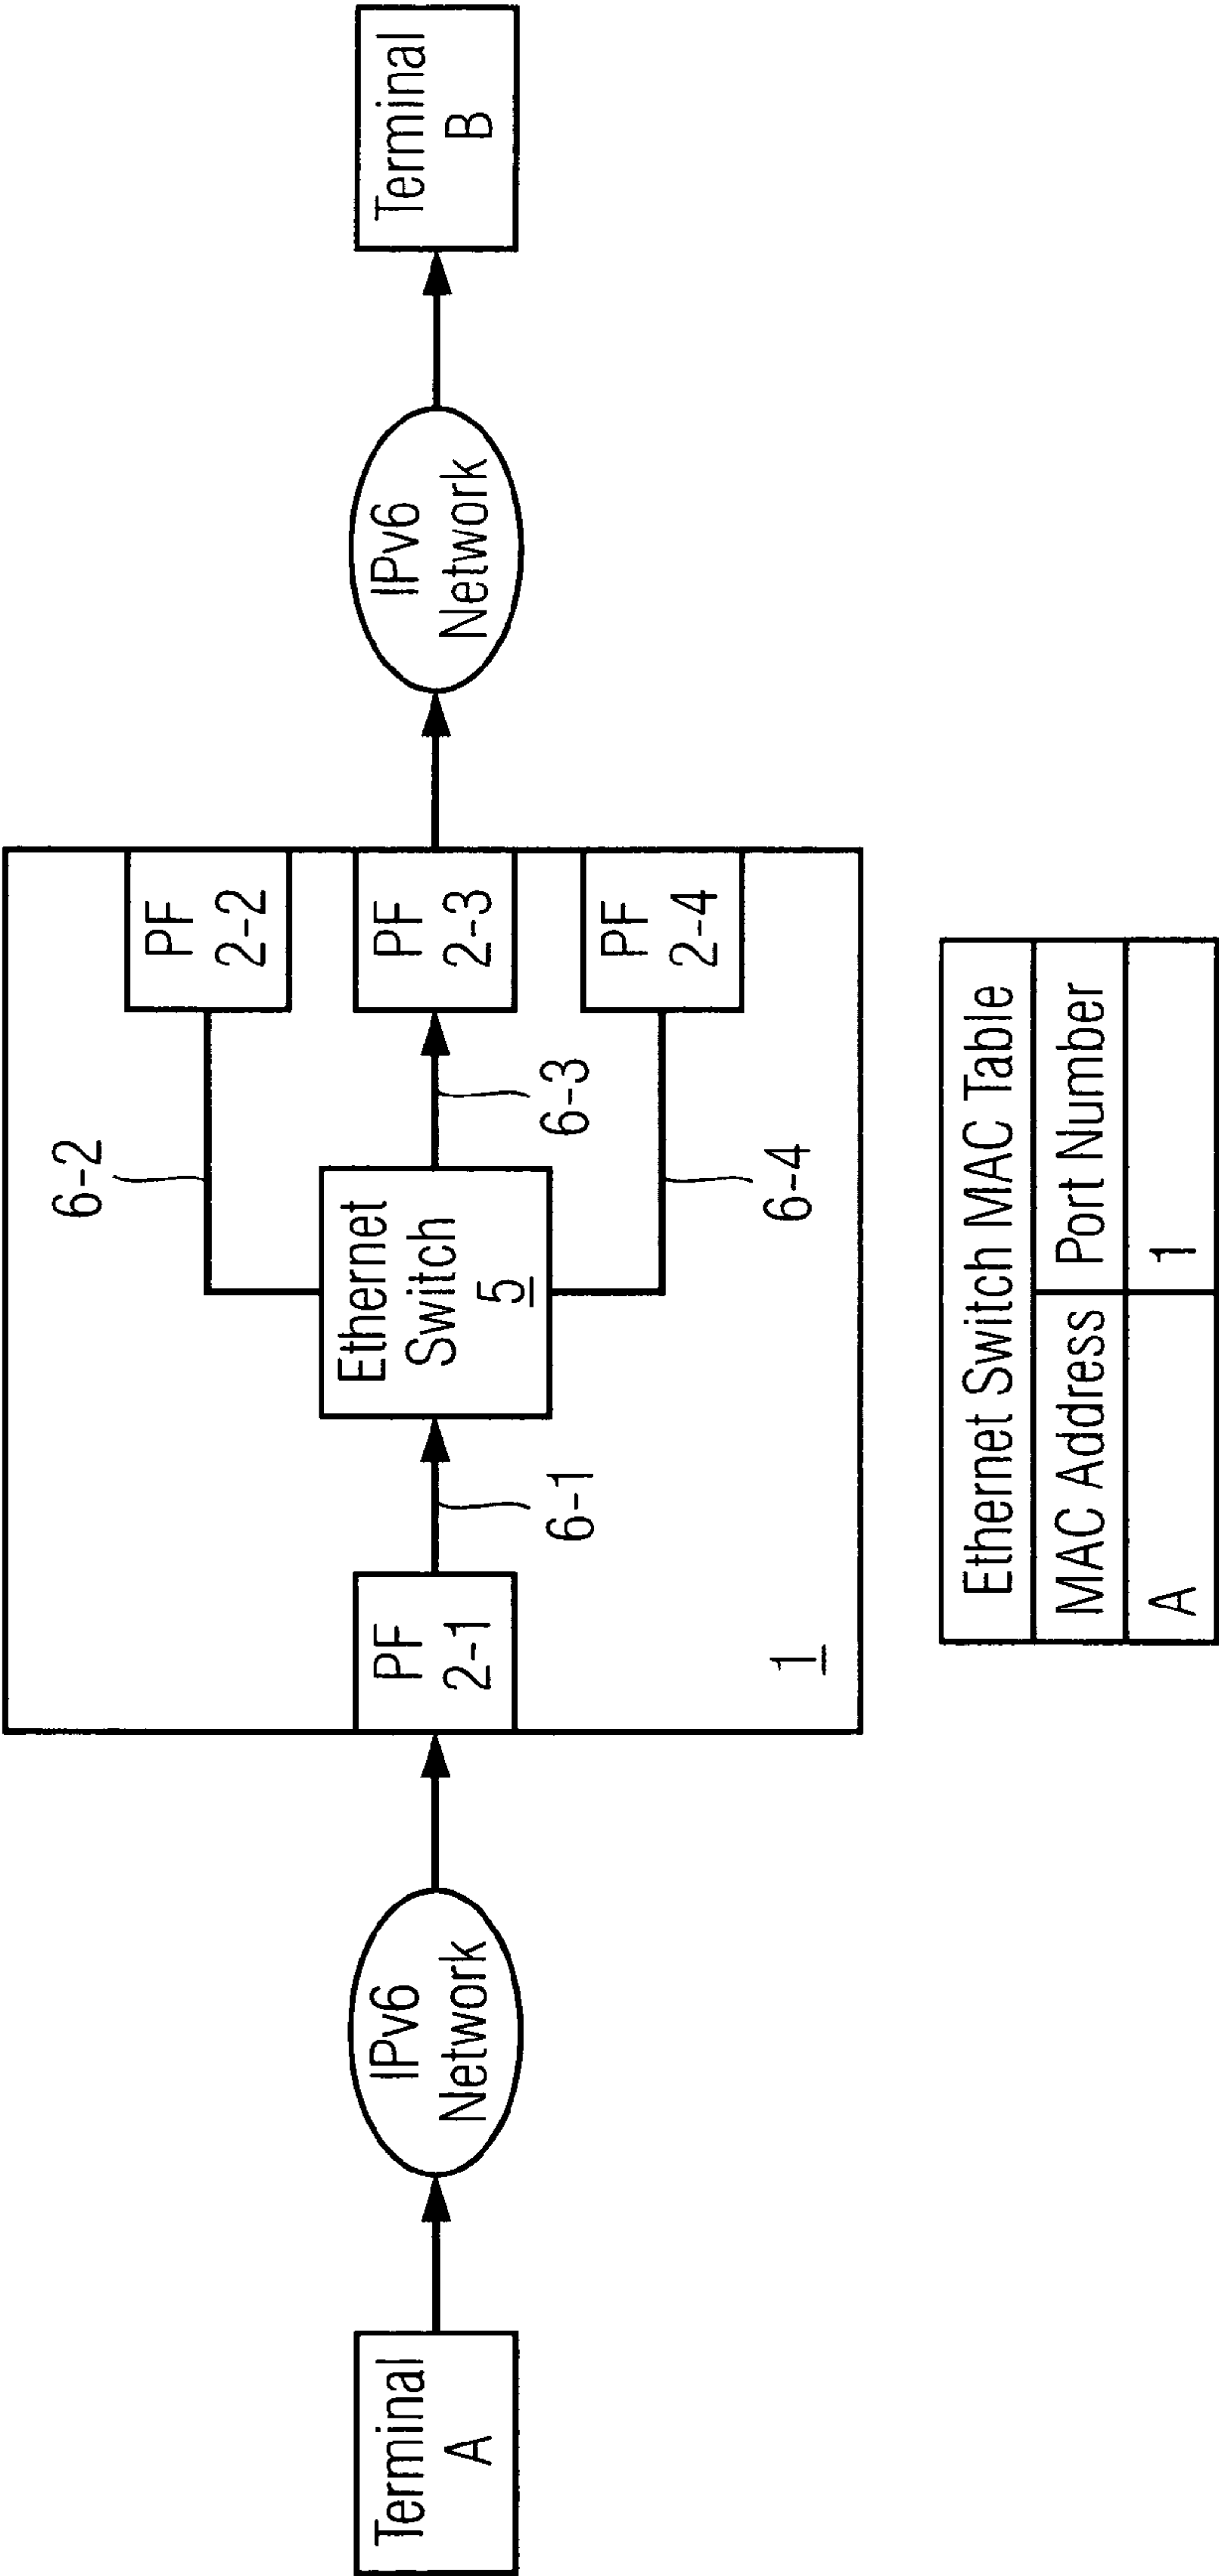 Terminal
A
IPv6
Network
PF
2-1
6-1
Ethernet
Switch
5
6-2
6-3
6-4
PF
2-2
PF
2-3
PF
2-4
1
IPv6
Network
Terminal
B
Ethernet Switch MAC Table
MAC Address Port Number
A 1